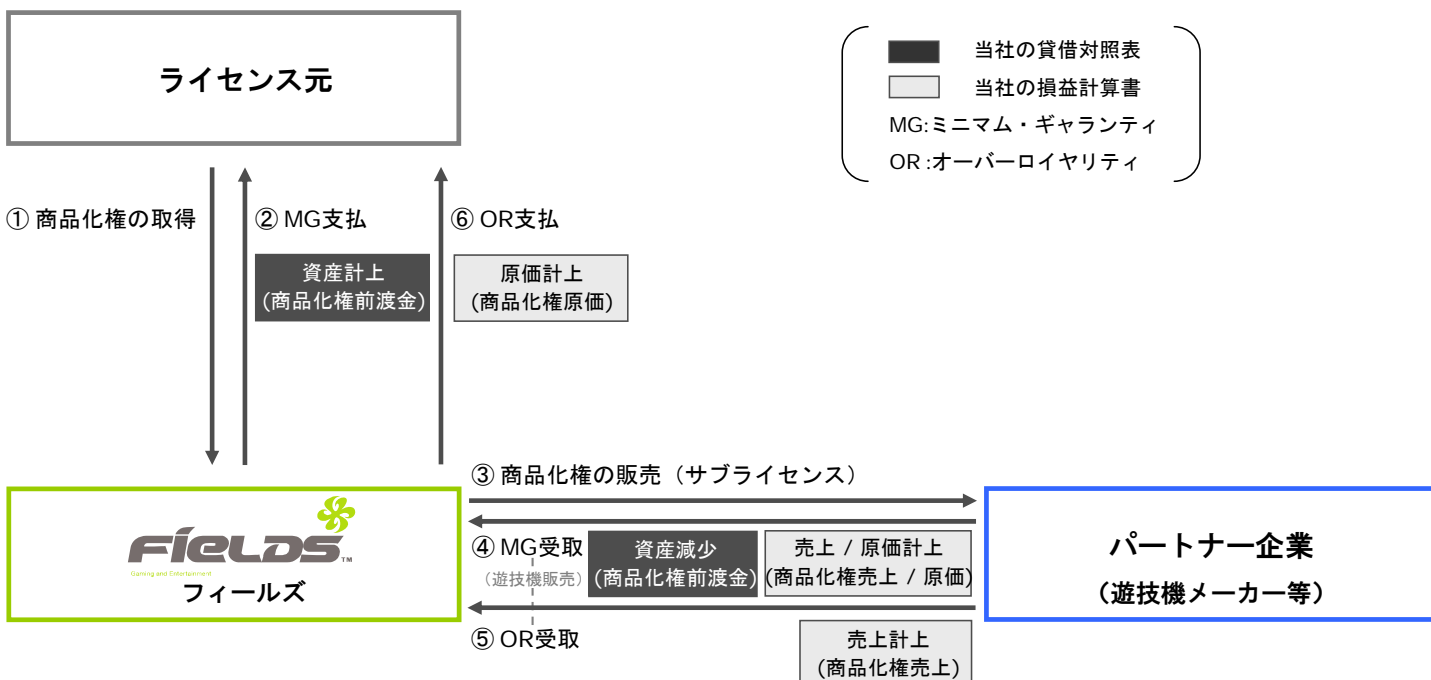 ライセンス元
当社の貸借対照表
当社の損益計算書
MG:ミニマム・ギャランティ
OR :オーバーロイヤリティ
① 商品化権の取得
② MG支払
⑥ OR支払
資産計上
(商品化権前渡金)
原価計上
(商品化権原価)
③ 商品化権の販売（サブライセンス）
FIELDS™
Gaming and Entertainment
フィールズ
④ MG受取
（遊技機販売）
資産減少
(商品化権前渡金)
売上 / 原価計上
(商品化権売上 / 原価)
パートナー企業
（遊技機メーカー等）
⑤ OR受取
売上計上
(商品化権売上)